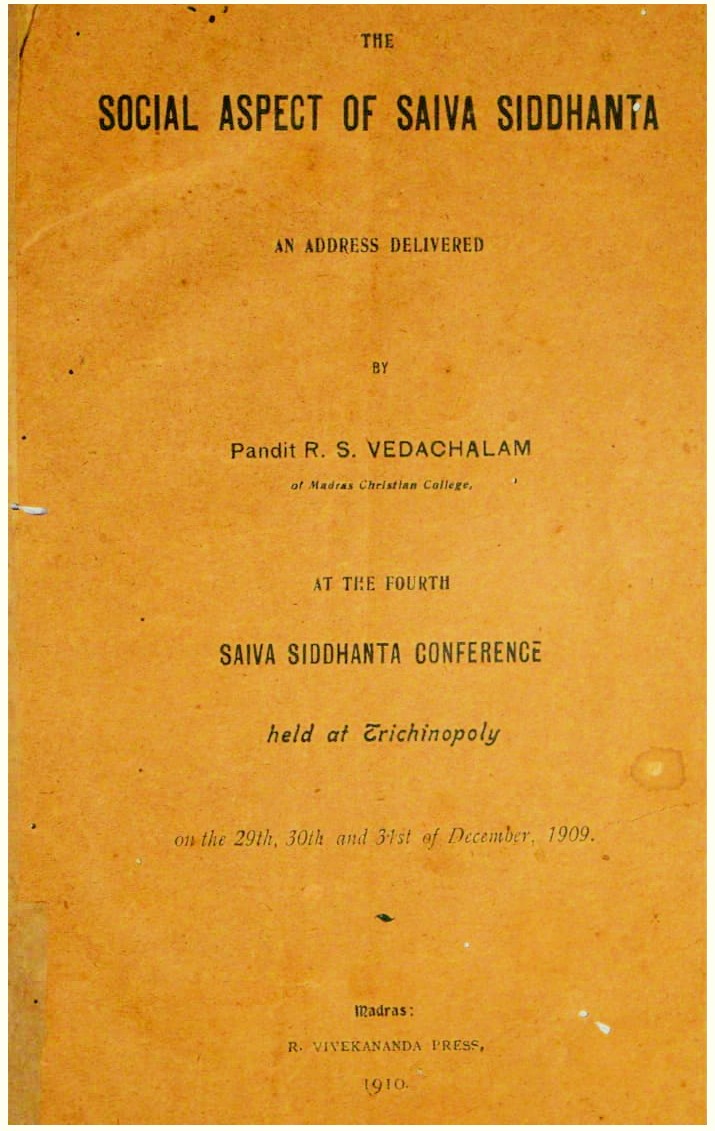 THE
SOCIAL ASPECT OF SAIVA SIDDHANTA
AN ADDRESS DELIVERED
BY
Pandit R. S. VEDACHALAM
of Madras Christian College,
AT THE FOURTH
SAIVA SIDDHANTA CONFERENCE
held at Trichinopoly
on the 29th, 30th and 31st of December, 1909.
Madras:
R. VIVEKANANDA PRESS,
1910.